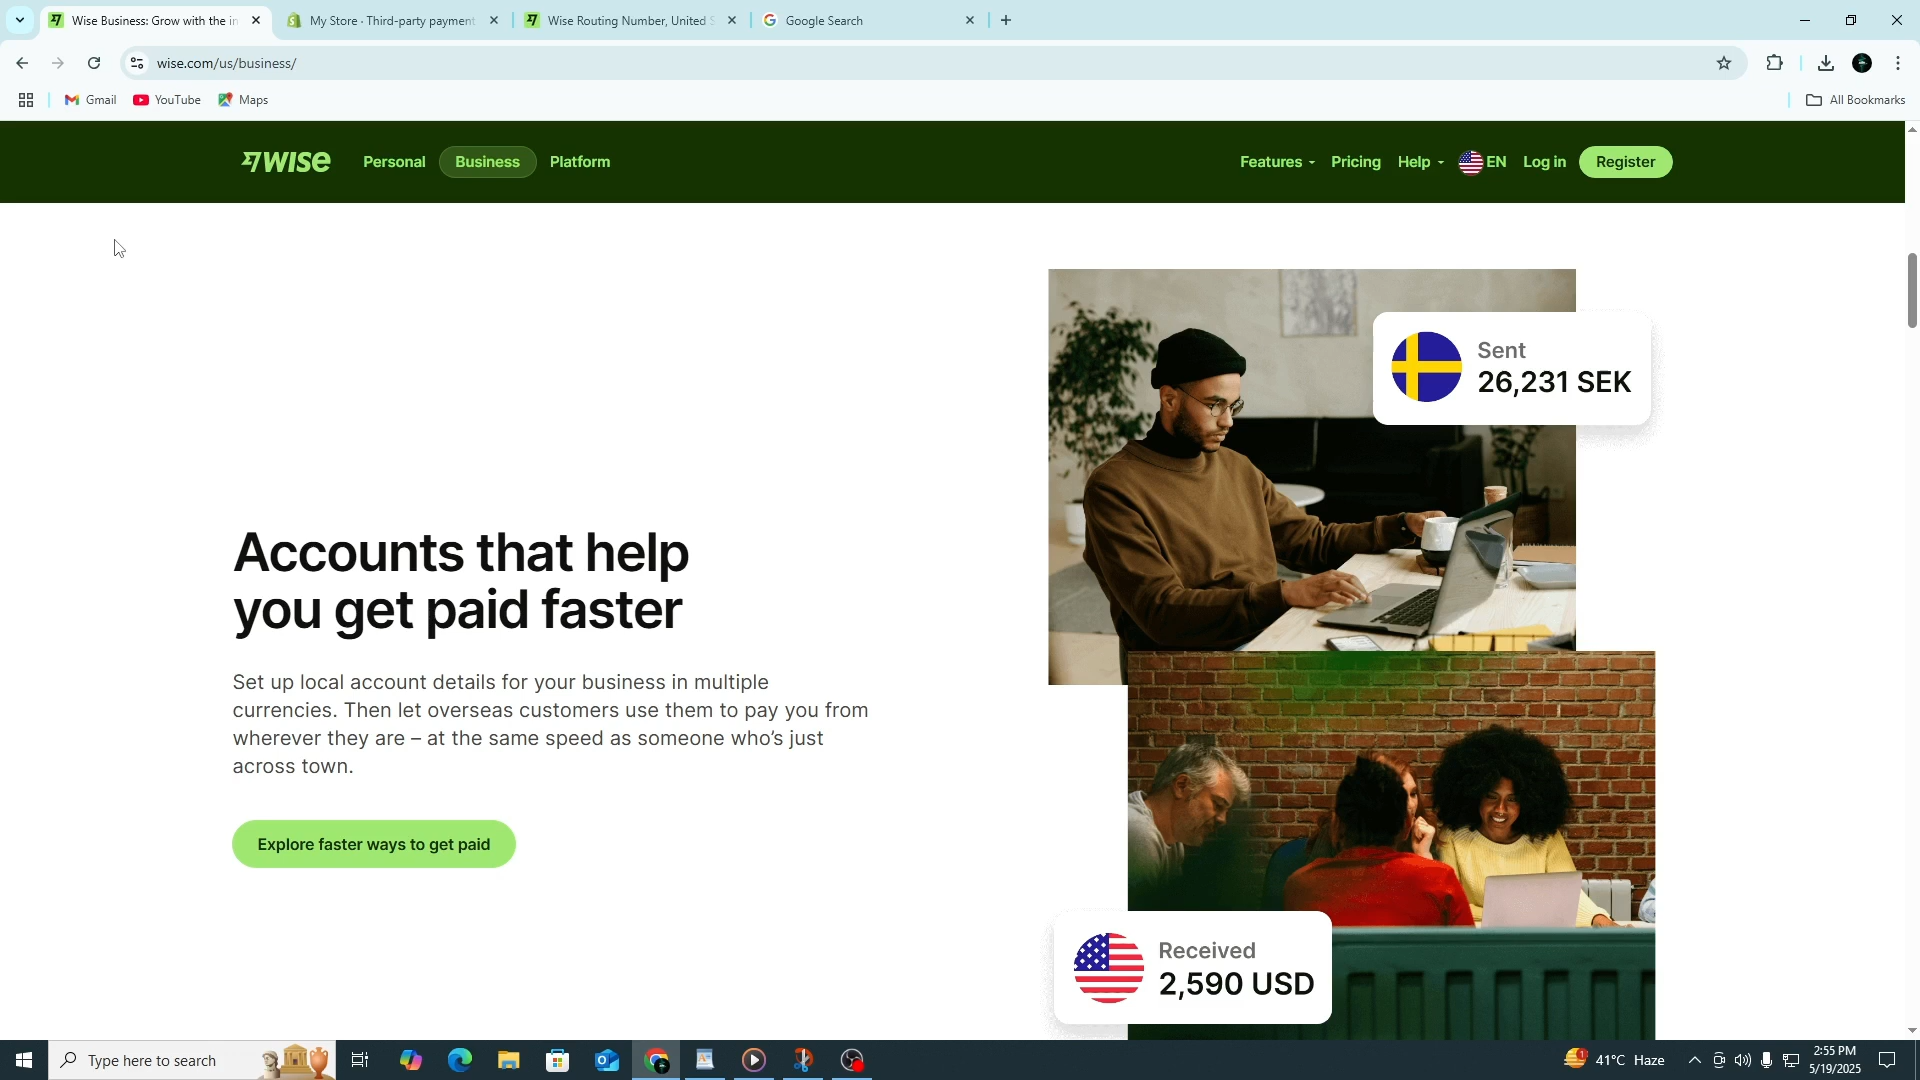 Wise Business: Grow with the in
My Store · Third-party payment
Wise Routing Number, United S
Google Search
wise.com/us/business/
Gmail
YouTube
Maps
All Bookmarks
WISE
Personal
Business
Platform
Features
Pricing
Help
EN
Log in
Register
Sent
26,231 SEK
Accounts that help
you get paid faster
Set up local account details for your business in multiple
currencies. Then let overseas customers use them to pay you from
wherever they are – at the same speed as someone who's just
across town.
Explore faster ways to get paid
Received
2,590 USD
Type here to search
1
41°C Haze
2:55 PM
5/19/2025